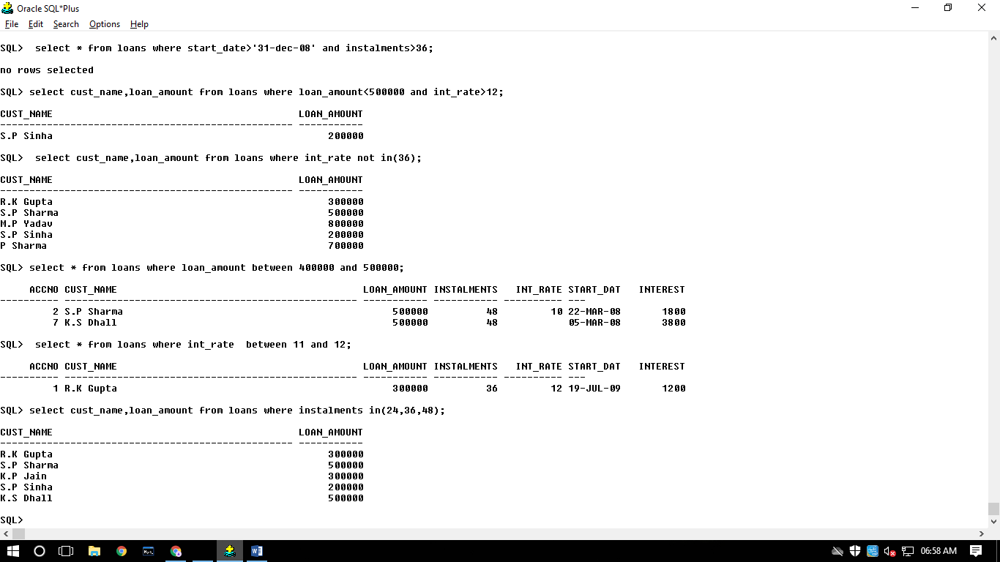 Oracle SQL*Plus
File Edit Search Options Help
SQL>  select * from loans where start_date>'31-dec-08' and instalments>36;
no rows selected
SQL> select cust_name,loan_amount from loans where loan_amount<500000 and int_rate>12;
CUST_NAME                                          LOAN_AMOUNT
-------------------------------------------------- -----------
S.P Sinha                                               200000
SQL>  select cust_name,loan_amount from loans where int_rate not in(36);
CUST_NAME                                          LOAN_AMOUNT
-------------------------------------------------- -----------
R.K Gupta                                               300000
S.P Sharma                                              500000
M.P Yadav                                               800000
S.P Sinha                                               200000
P Sharma                                                700000
SQL> select * from loans where loan_amount between 400000 and 500000;
     ACCNO CUST_NAME                                          LOAN_AMOUNT INSTALMENTS   INT_RATE START_DAT   INTEREST
---------- -------------------------------------------------- ----------- ----------- ---------- ---
         2 S.P Sharma                                              500000          48         10 22-MAR-08       1800
         7 K.S Dhall                                               500000          48            05-MAR-08       3800
SQL>  select * from loans where int_rate  between 11 and 12;
     ACCNO CUST_NAME                                          LOAN_AMOUNT INSTALMENTS   INT_RATE START_DAT   INTEREST
---------- -------------------------------------------------- ----------- ----------- ---------- ---
         1 R.K Gupta                                               300000          36         12 19-JUL-09       1200
SQL> select cust_name,loan_amount from loans where instalments in(24,36,48);
CUST_NAME                                          LOAN_AMOUNT
-------------------------------------------------- -----------
R.K Gupta                                               300000
S.P Sharma                                              500000
K.P Jain                                                300000
S.P Sinha                                               200000
K.S Dhall                                               500000
SQL>
06:58 AM